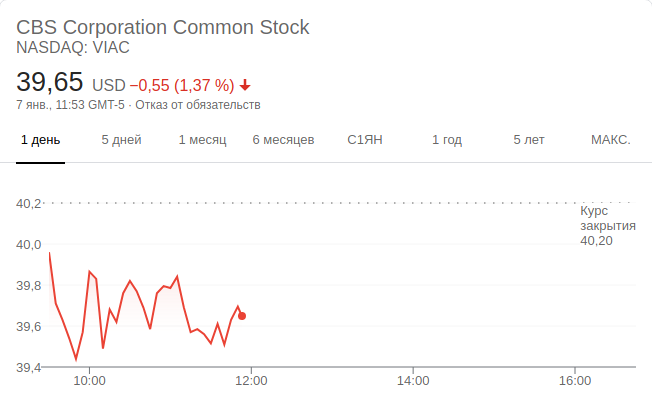 CBS Corporation Common Stock
NASDAQ: VIAC
39,65 USD −0,55 (1,37 %)
7 янв., 11:53 GMT-5 · Отказ от обязательств
1 день 5 дней 1 месяц 6 месяцев С1ЯН 1 год 5 лет МАКС.
40,2
Курс
закрытия
40,20
40,0
39,8
39,6
39,4
10:00 12:00 14:00 16:00